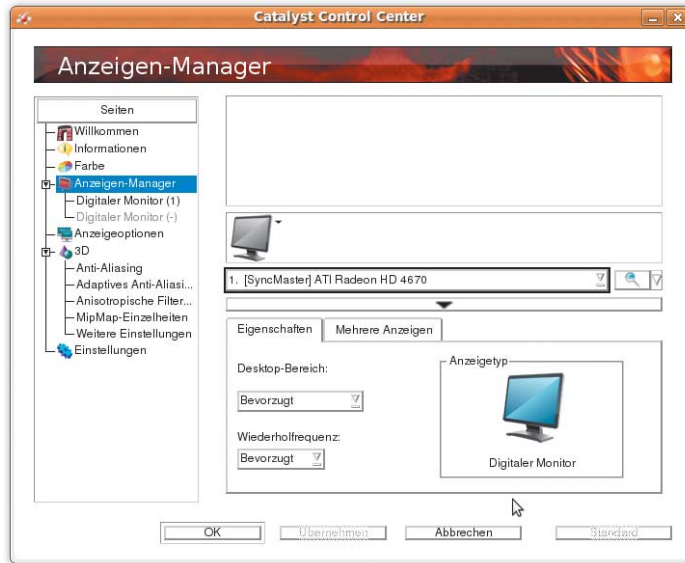 Catalyst Control Center
Anzeigen-Manager
Seiten
Willkommen
Informationen
Farbe
Anzeigen-Manager
Digitaler Monitor (1)
Digitaler Monitor (-)
Anzeigeoptionen
3D
Anti-Aliasing
Adaptives Anti-Aliasi...
Anisotropische Filter...
MipMap-Einzelheiten
Weitere Einstellungen
Einstellungen
1. [SyncMaster] ATI Radeon HD 4670
Eigenschaften
Mehrere Anzeigen
Desktop-Bereich:
Bevorzugt
Wiederholfrequenz:
Bevorzugt
Anzeigetyp
Digitaler Monitor
OK
Übernehmen
Abbrechen
Standard